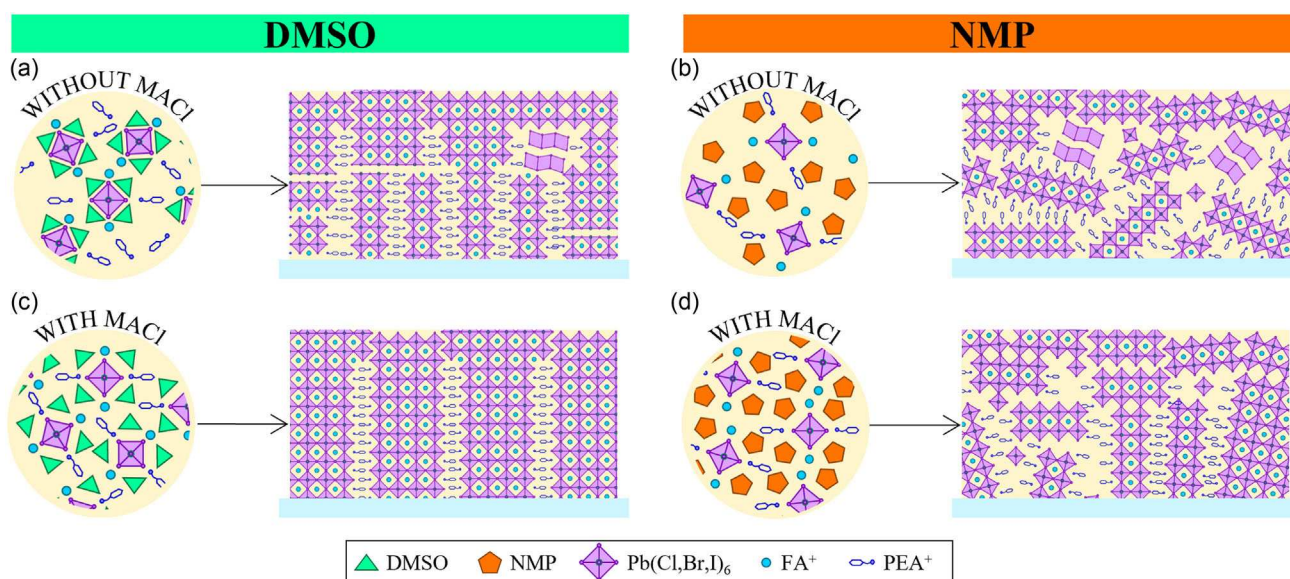 DMSO
NMP
(a)
WITHOUT MACl
(b)
WITHOUT MACl
(c)
WITH MACl
(d)
WITH MACl
DMSO NMP Pb(Cl,Br,I)₆ FA⁺ PEA⁺